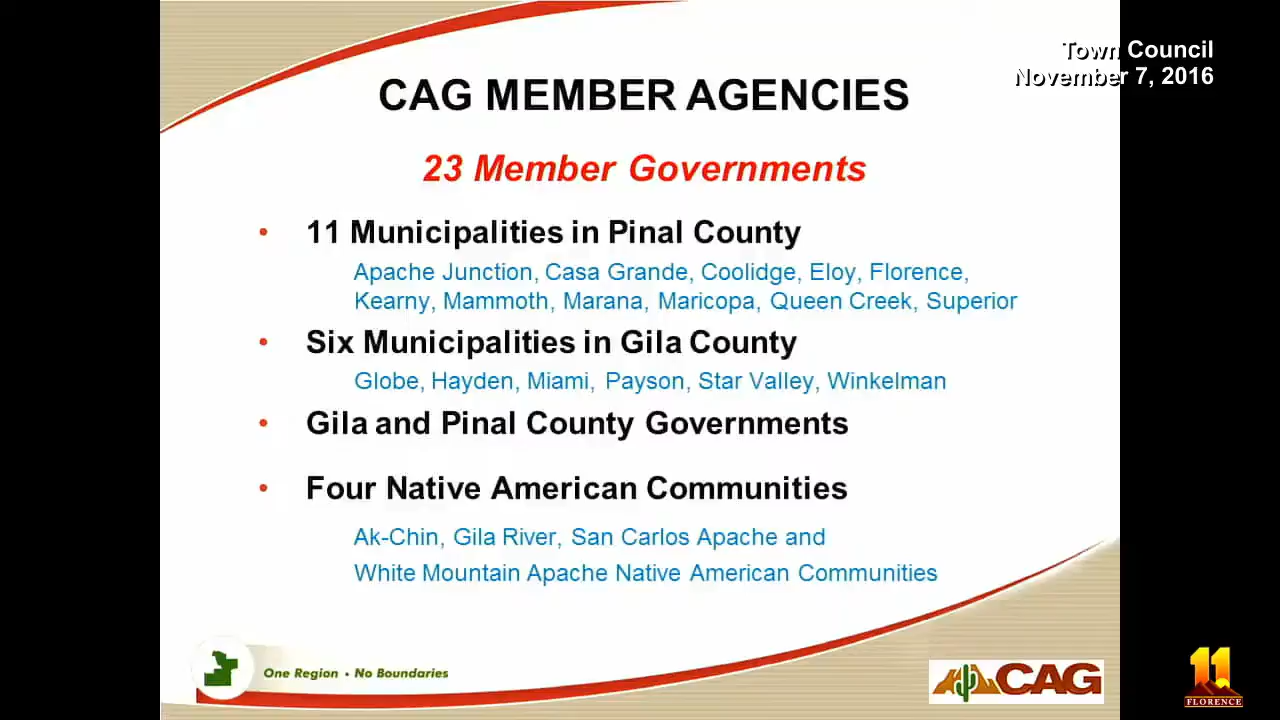 Town Council
November 7, 2016
CAG MEMBER AGENCIES
23 Member Governments
• 11 Municipalities in Pinal County
Apache Junction, Casa Grande, Coolidge, Eloy, Florence,
Kearny, Mammoth, Marana, Maricopa, Queen Creek, Superior
• Six Municipalities in Gila County
Globe, Hayden, Miami, Payson, Star Valley, Winkelman
• Gila and Pinal County Governments
• Four Native American Communities
Ak-Chin, Gila River, San Carlos Apache and
White Mountain Apache Native American Communities
One Region • No Boundaries
CAG
11
FLORENCE